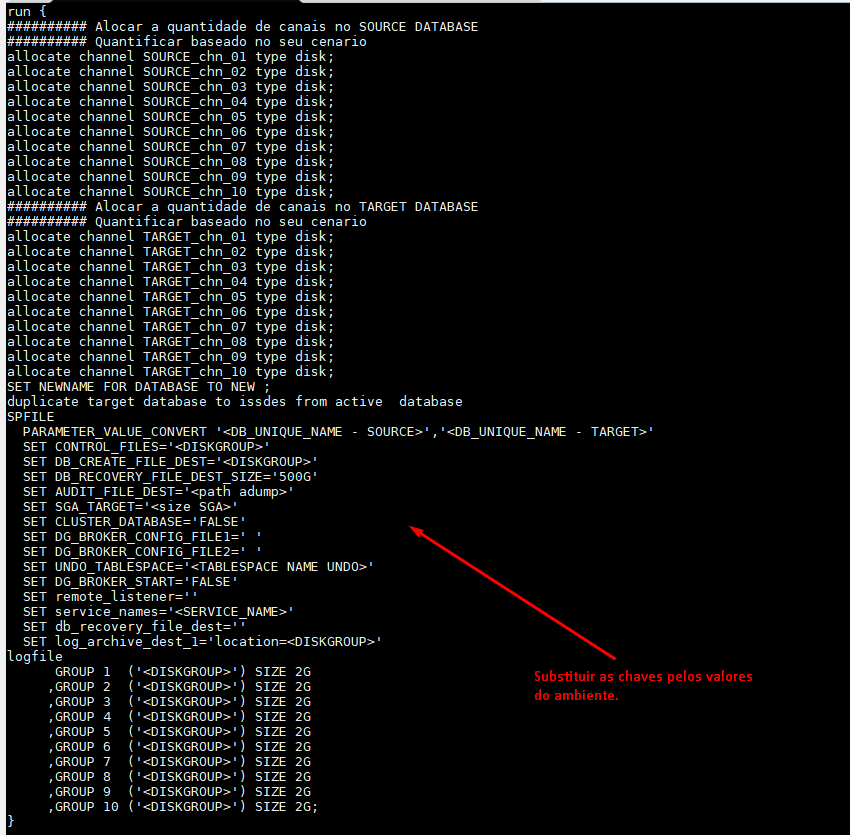 run {
########## Alocar a quantidade de canais no SOURCE DATABASE
########## Quantificar baseado no seu cenario
allocate channel SOURCE_chn_01 type disk;
allocate channel SOURCE_chn_02 type disk;
allocate channel SOURCE_chn_03 type disk;
allocate channel SOURCE_chn_04 type disk;
allocate channel SOURCE_chn_05 type disk;
allocate channel SOURCE_chn_06 type disk;
allocate channel SOURCE_chn_07 type disk;
allocate channel SOURCE_chn_08 type disk;
allocate channel SOURCE_chn_09 type disk;
allocate channel SOURCE_chn_10 type disk;
########## Alocar a quantidade de canais no TARGET DATABASE
########## Quantificar baseado no seu cenario
allocate channel TARGET_chn_01 type disk;
allocate channel TARGET_chn_02 type disk;
allocate channel TARGET_chn_03 type disk;
allocate channel TARGET_chn_04 type disk;
allocate channel TARGET_chn_05 type disk;
allocate channel TARGET_chn_06 type disk;
allocate channel TARGET_chn_07 type disk;
allocate channel TARGET_chn_08 type disk;
allocate channel TARGET_chn_09 type disk;
allocate channel TARGET_chn_10 type disk;
SET NEWNAME FOR DATABASE TO NEW ;
duplicate target database to issdes from active  database
SPFILE
  PARAMETER_VALUE_CONVERT '<DB_UNIQUE_NAME - SOURCE>','<DB_UNIQUE_NAME - TARGET>'
  SET CONTROL_FILES='<DISKGROUP>'
  SET DB_CREATE_FILE_DEST='<DISKGROUP>'
  SET DB_RECOVERY_FILE_DEST_SIZE='500G'
  SET AUDIT_FILE_DEST='<path adump>'
  SET SGA_TARGET='<size SGA>'
  SET CLUSTER_DATABASE='FALSE'
  SET DG_BROKER_CONFIG_FILE1=' '
  SET DG_BROKER_CONFIG_FILE2=' '
  SET UNDO_TABLESPACE='<TABLESPACE NAME UNDO>'
  SET DG_BROKER_START='FALSE'
  SET remote_listener=''
  SET service_names='<SERVICE_NAME>'
  SET db_recovery_file_dest=''
  SET log_archive_dest_1='location=<DISKGROUP>'
logfile
      GROUP 1  ('<DISKGROUP>') SIZE 2G
     ,GROUP 2  ('<DISKGROUP>') SIZE 2G
     ,GROUP 3  ('<DISKGROUP>') SIZE 2G
     ,GROUP 4  ('<DISKGROUP>') SIZE 2G
     ,GROUP 5  ('<DISKGROUP>') SIZE 2G
     ,GROUP 6  ('<DISKGROUP>') SIZE 2G
     ,GROUP 7  ('<DISKGROUP>') SIZE 2G
     ,GROUP 8  ('<DISKGROUP>') SIZE 2G
     ,GROUP 9  ('<DISKGROUP>') SIZE 2G
     ,GROUP 10 ('<DISKGROUP>') SIZE 2G;
}
Substituir as chaves pelos valores
do ambiente.